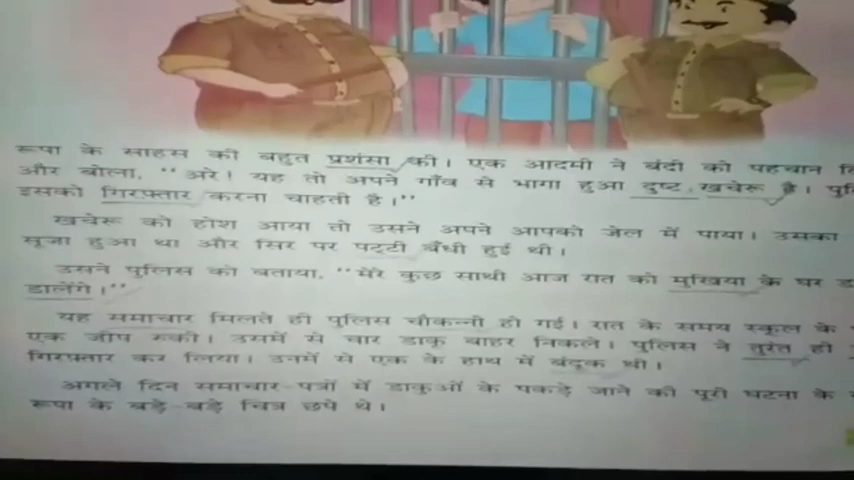 रूपा के साहस की बहुत प्रशंसा की। एक आदमी ने बंदी को पहचान
और बोला, "अरे! यह तो अपने गाँव से भागा हुआ दुष्ट खचेरू है।
इसको गिरफ़्तार करना चाहती है।"
खचेरू को होश आया तो उसने अपने आपको जेल में पाया। उसका
सूजा हुआ था और सिर पर पट्टी बँधी हुई थी।
उसने पुलिस को बताया, "मेरे कुछ साथी आज रात को मुखिया के घर
डालेंगे।"
यह समाचार मिलते ही पुलिस चौकन्नी हो गई। रात के समय स्कूल के
एक जीप रुकी। उसमें से चार डाकू बाहर निकले। पुलिस ने तुरंत ही
गिरफ़्तार कर लिया। उनमें से एक के हाथ में बंदूक थी।
अगले दिन समाचार-पत्रों में डाकुओं के पकड़े जाने की पूरी घटना के
रूपा के बड़े-बड़े चित्र छपे थे।